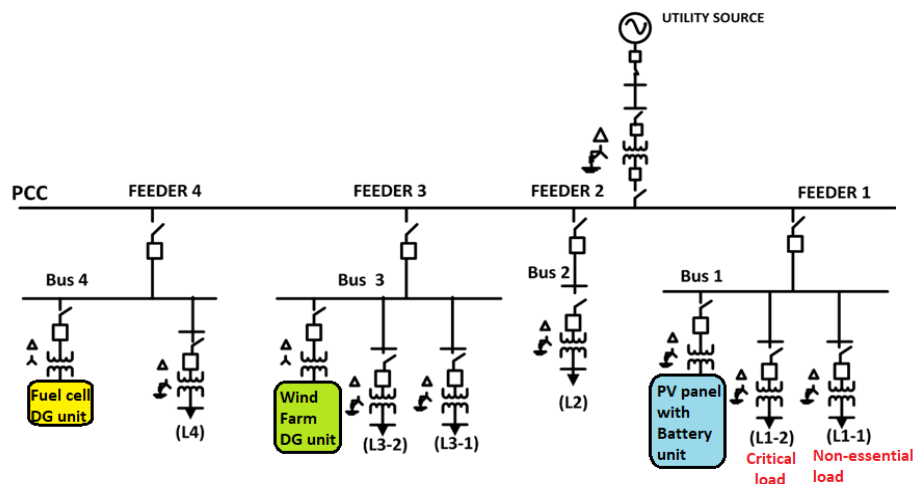 UTILITY SOURCE
PCC
FEEDER 4
FEEDER 3
FEEDER 2
FEEDER 1
Bus 4
Bus 3
Bus 2
Bus 1
Fuel cell
DG unit
(L4)
Wind
Farm
DG unit
(L3-2)
(L3-1)
(L2)
PV panel
with
Battery
unit
(L1-2)
Critical
load
(L1-1)
Non-essential
load